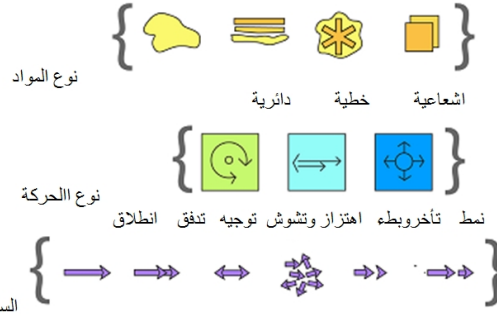 نوع المواد
اشعاعية خطية دائرية
نوع االحركة
نمط تأخروبطء اهتزاز وتشوش توجيه تدفق انطلاق